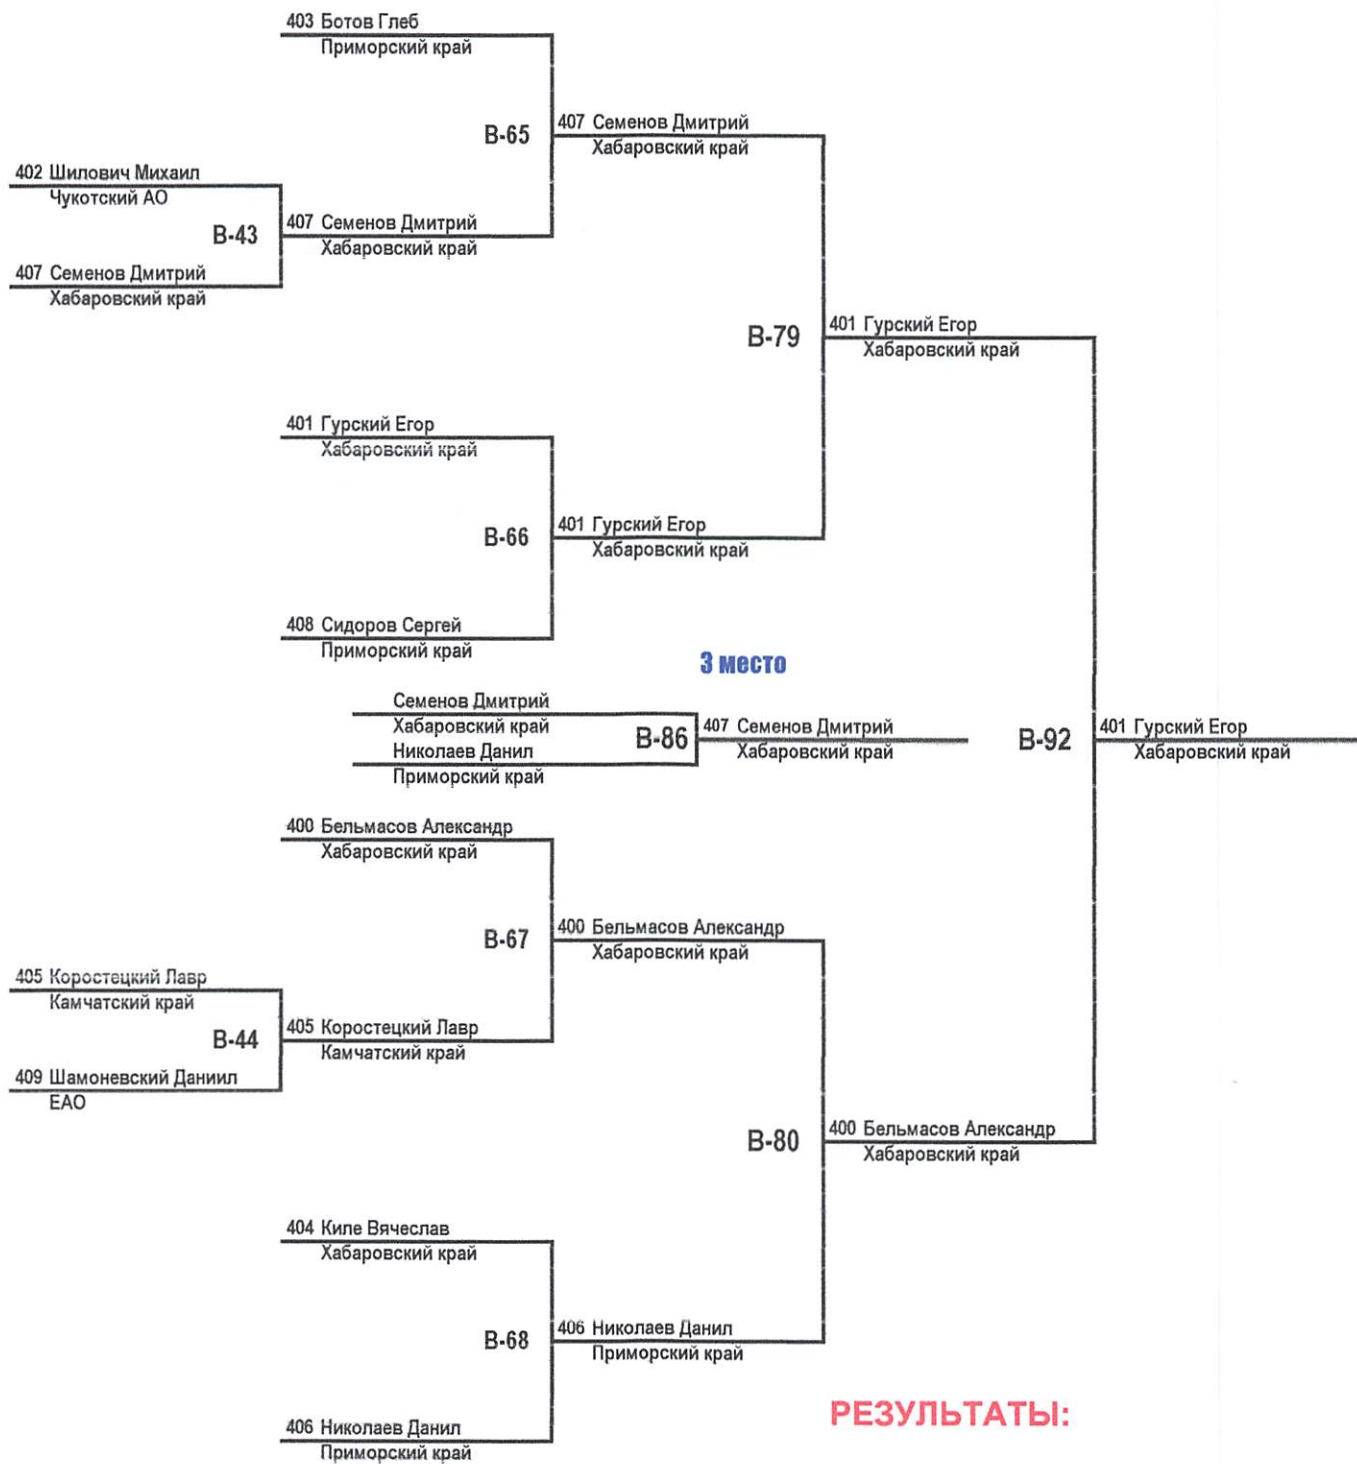 403 Ботов Глеб
Приморский край
B-65
407 Семенов Дмитрий
Хабаровский край
402 Шилович Михаил
Чукотский АО
B-43
407 Семенов Дмитрий
Хабаровский край
407 Семенов Дмитрий
Хабаровский край
B-79
401 Гурский Егор
Хабаровский край
401 Гурский Егор
Хабаровский край
B-66
401 Гурский Егор
Хабаровский край
408 Сидоров Сергей
Приморский край
3 место
Семенов Дмитрий
Хабаровский край
B-86
407 Семенов Дмитрий
Хабаровский край
Николаев Данил
Приморский край
B-92
401 Гурский Егор
Хабаровский край
400 Бельмасов Александр
Хабаровский край
B-67
400 Бельмасов Александр
Хабаровский край
405 Коростецкий Лавр
Камчатский край
B-44
405 Коростецкий Лавр
Камчатский край
409 Шамоневский Даниил
ЕАО
B-80
400 Бельмасов Александр
Хабаровский край
404 Киле Вячеслав
Хабаровский край
B-68
406 Николаев Данил
Приморский край
406 Николаев Данил
Приморский край
РЕЗУЛЬТАТЫ: